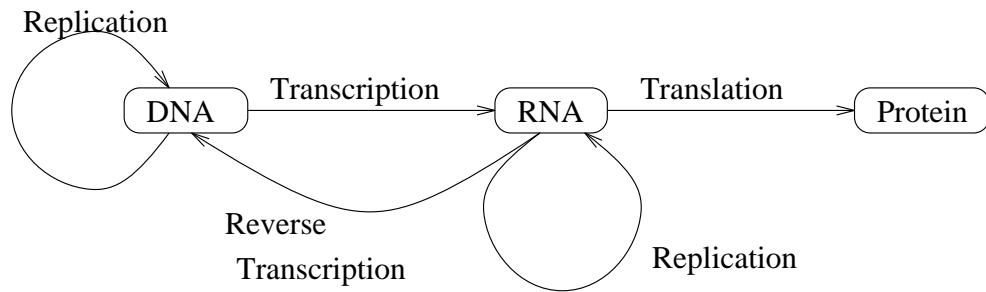 Replication
Transcription
Translation
DNA
RNA
Protein
Reverse
Transcription
Replication